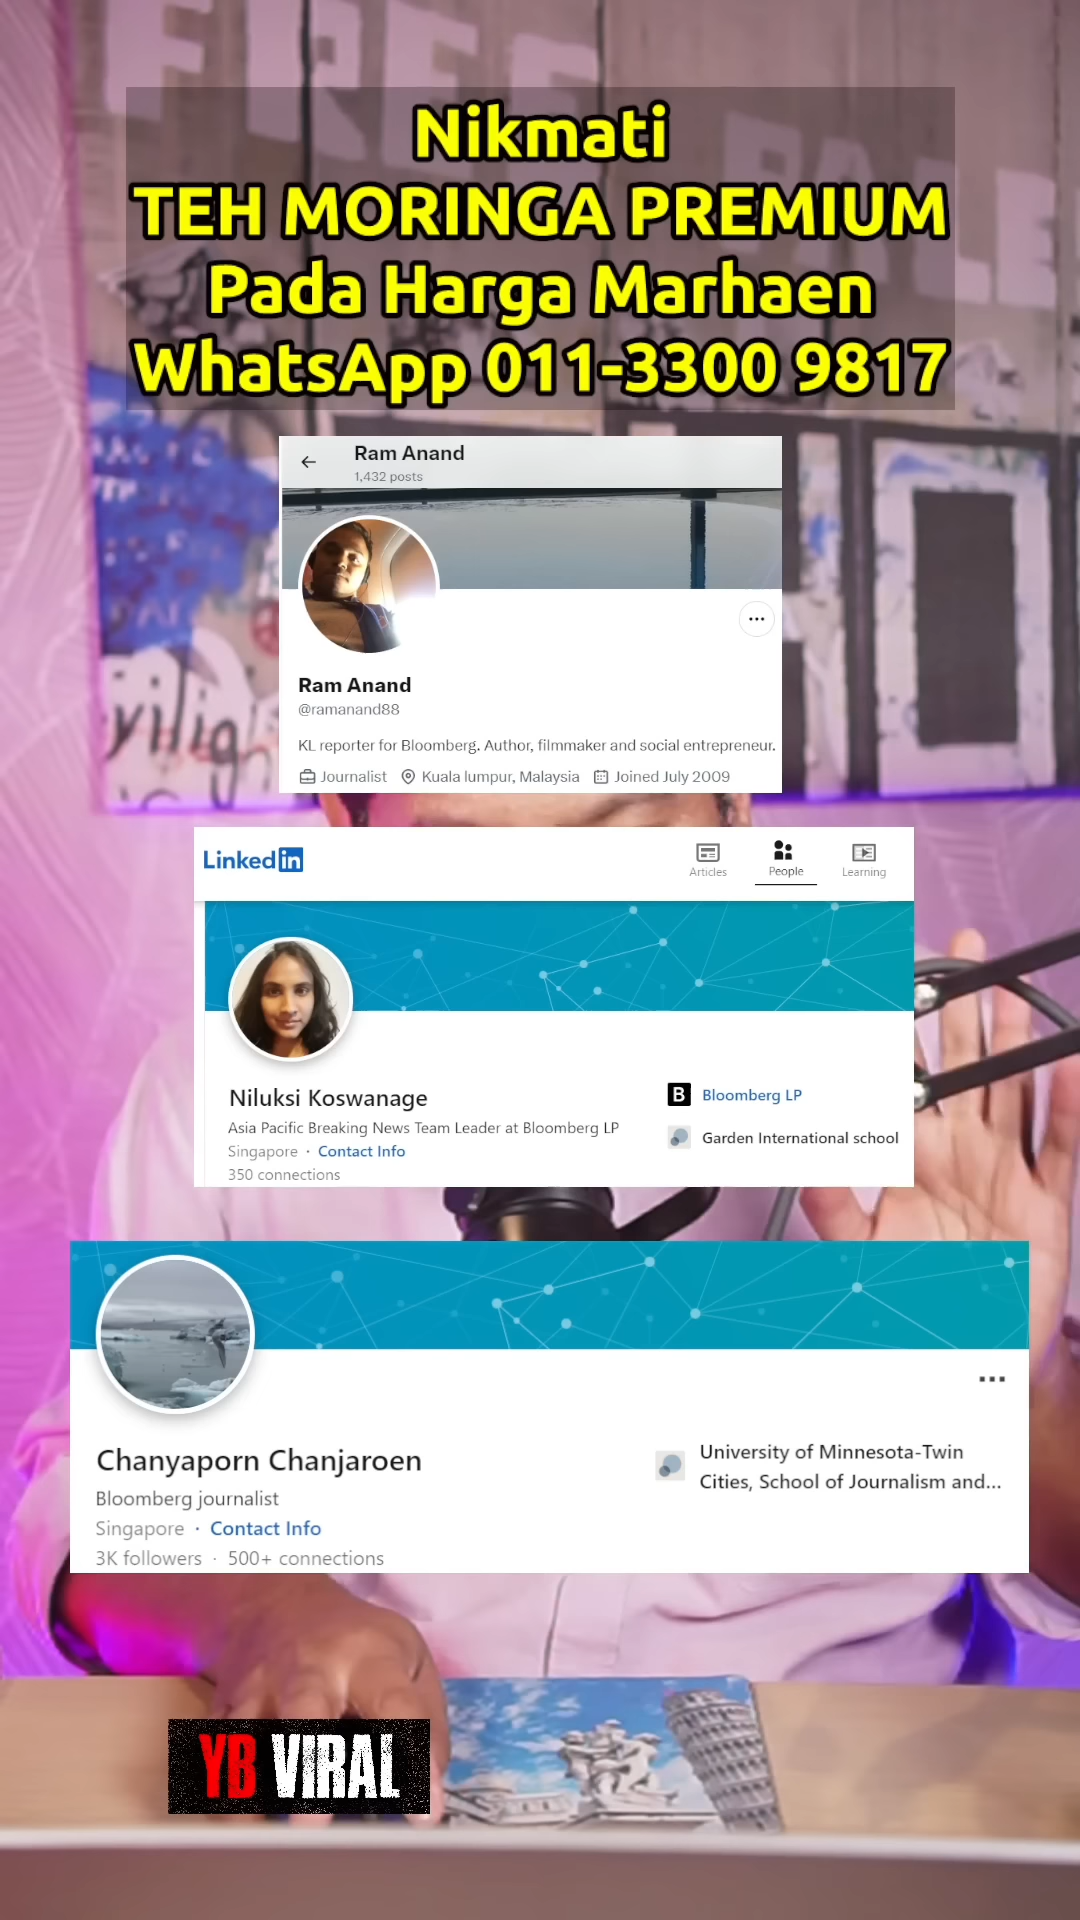 FREE PALE
Nikmati
TEH MORINGA PREMIUM
Pada Harga Marhaen
WhatsApp 011-3300 9817
Ram Anand
1,432 posts
Ram Anand
@ramanand88
KL reporter for Bloomberg. Author, filmmaker and social entrepreneur.
Journalist Kuala lumpur, Malaysia Joined July 2009
LinkedIn
Articles People Learning
Niluksi Koswanage
Asia Pacific Breaking News Team Leader at Bloomberg LP
Singapore · Contact Info
350 connections
B Bloomberg LP
Garden International school
Chanyaporn Chanjaroen
Bloomberg journalist
Singapore · Contact Info
3K followers · 500+ connections
University of Minnesota-Twin
Cities, School of Journalism and...
YB VIRAL